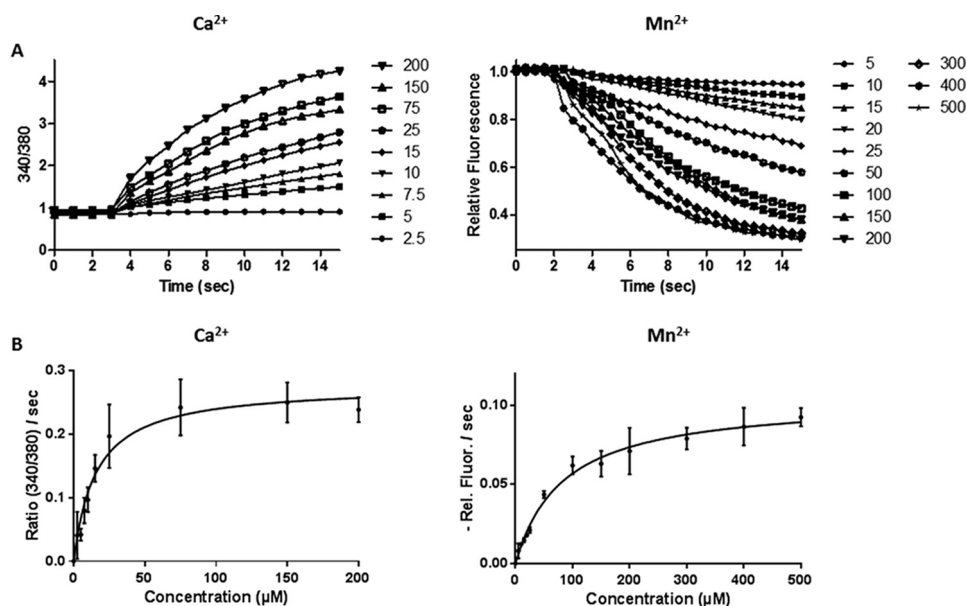 Ca2+
Mn2+
A
340/380
4
3
2
1
0
0 2 4 6 8 10 12 14
Time (sec)
200
150
75
25
15
10
7.5
5
2.5
Relative Fluorescence
1.0
0.8
0.6
0.4
0 2 4 6 8 10 12 14
Time (sec)
5
10
15
20
25
50
100
150
200
300
400
500
B
Ca2+
Mn2+
Ratio (340/380) / sec
0.3
0.2
0.1
0.0
0 50 100 150 200
Concentration (µM)
- Rel. Fluor. / sec
0.10
0.05
0.00
0 100 200 300 400 500
Concentration (µM)